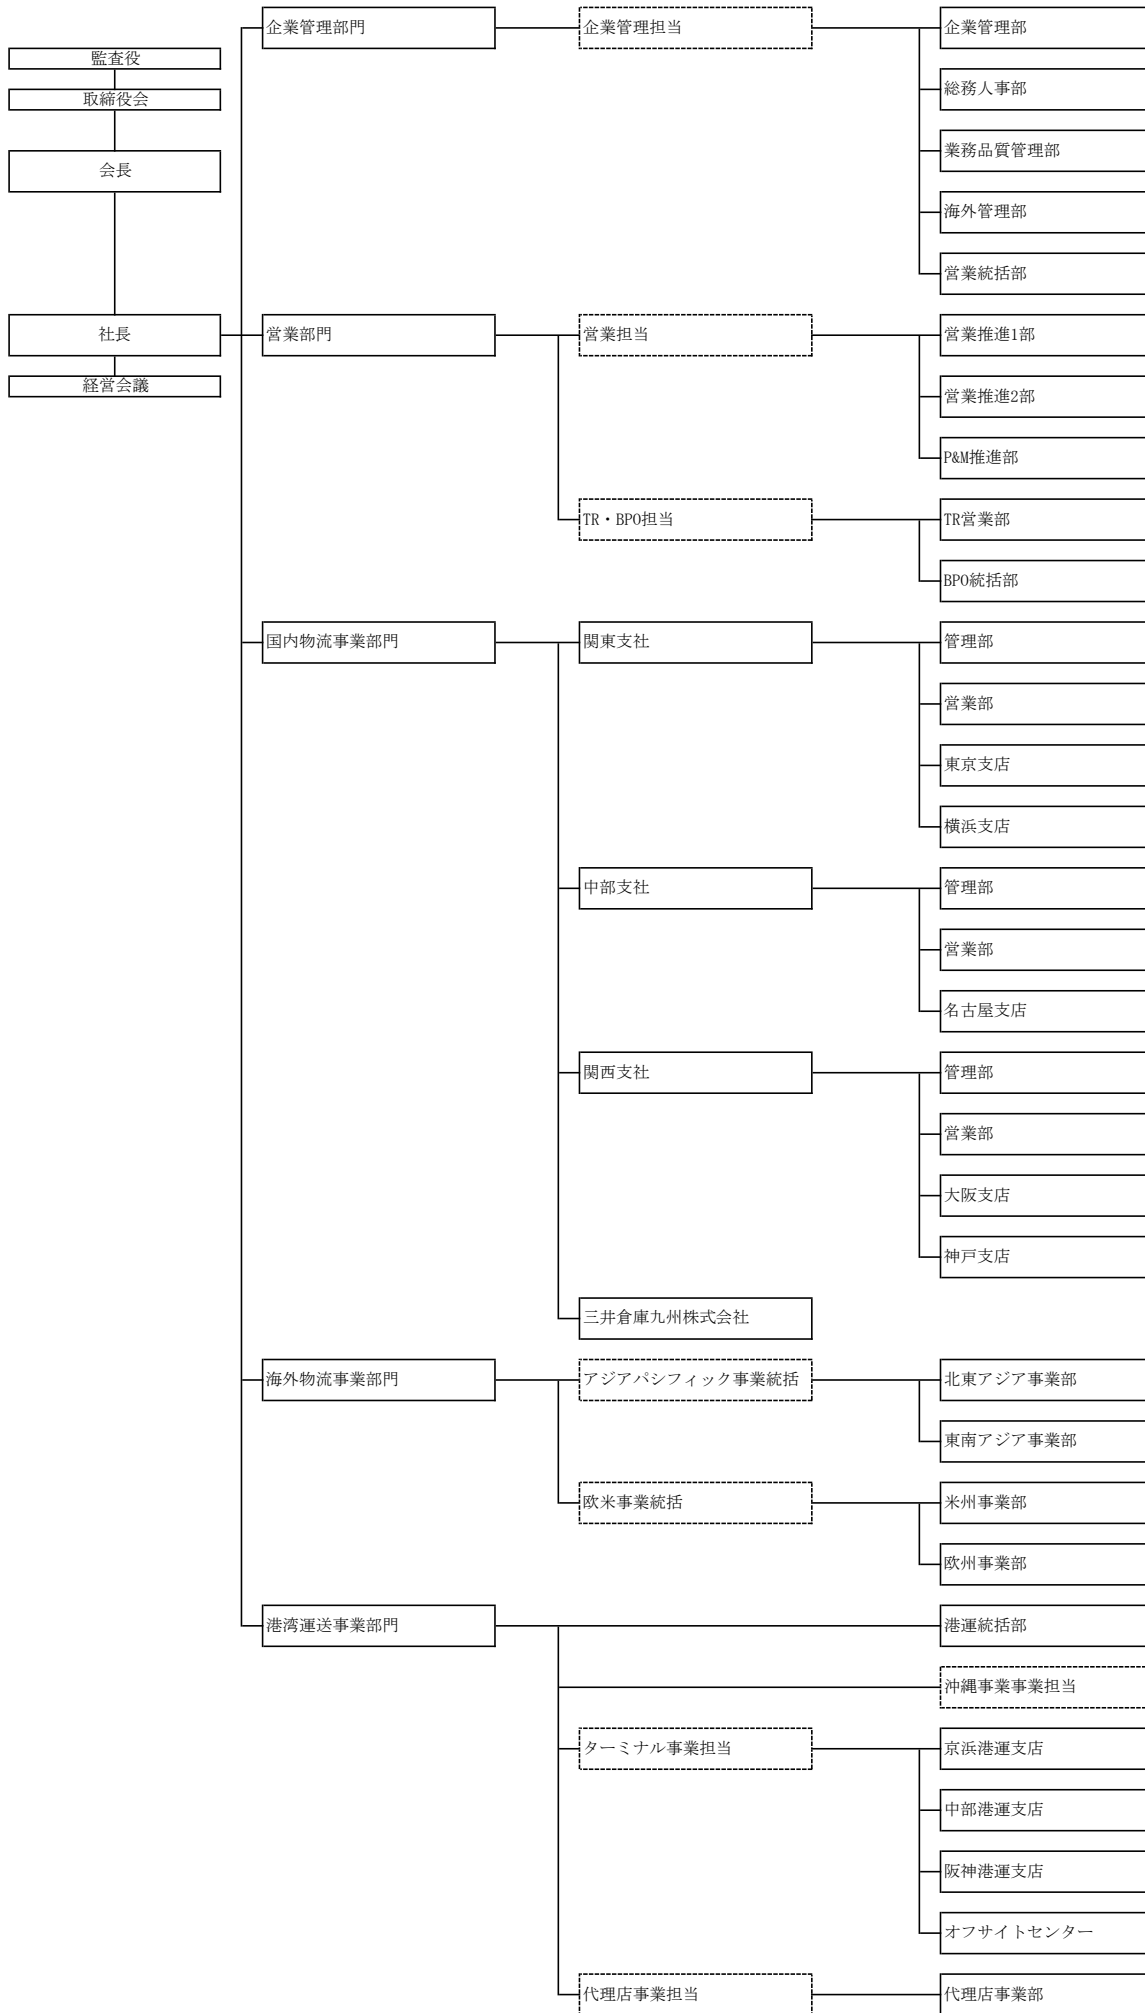 監査役
取締役会
会長
社長
経営会議
企業管理部門
企業管理担当
企業管理部
総務人事部
業務品質管理部
海外管理部
営業統括部
営業部門
営業担当
営業推進1部
営業推進2部
P&M推進部
TR・BPO担当
TR営業部
BPO統括部
国内物流事業部門
関東支社
管理部
営業部
東京支店
横浜支店
中部支社
管理部
営業部
名古屋支店
関西支社
管理部
営業部
大阪支店
神戸支店
三井倉庫九州株式会社
海外物流事業部門
アジアパシフィック事業統括
北東アジア事業部
東南アジア事業部
欧米事業統括
米州事業部
欧州事業部
港湾運送事業部門
港運統括部
沖縄事業事業担当
ターミナル事業担当
京浜港運支店
中部港運支店
阪神港運支店
オフサイトセンター
代理店事業担当
代理店事業部